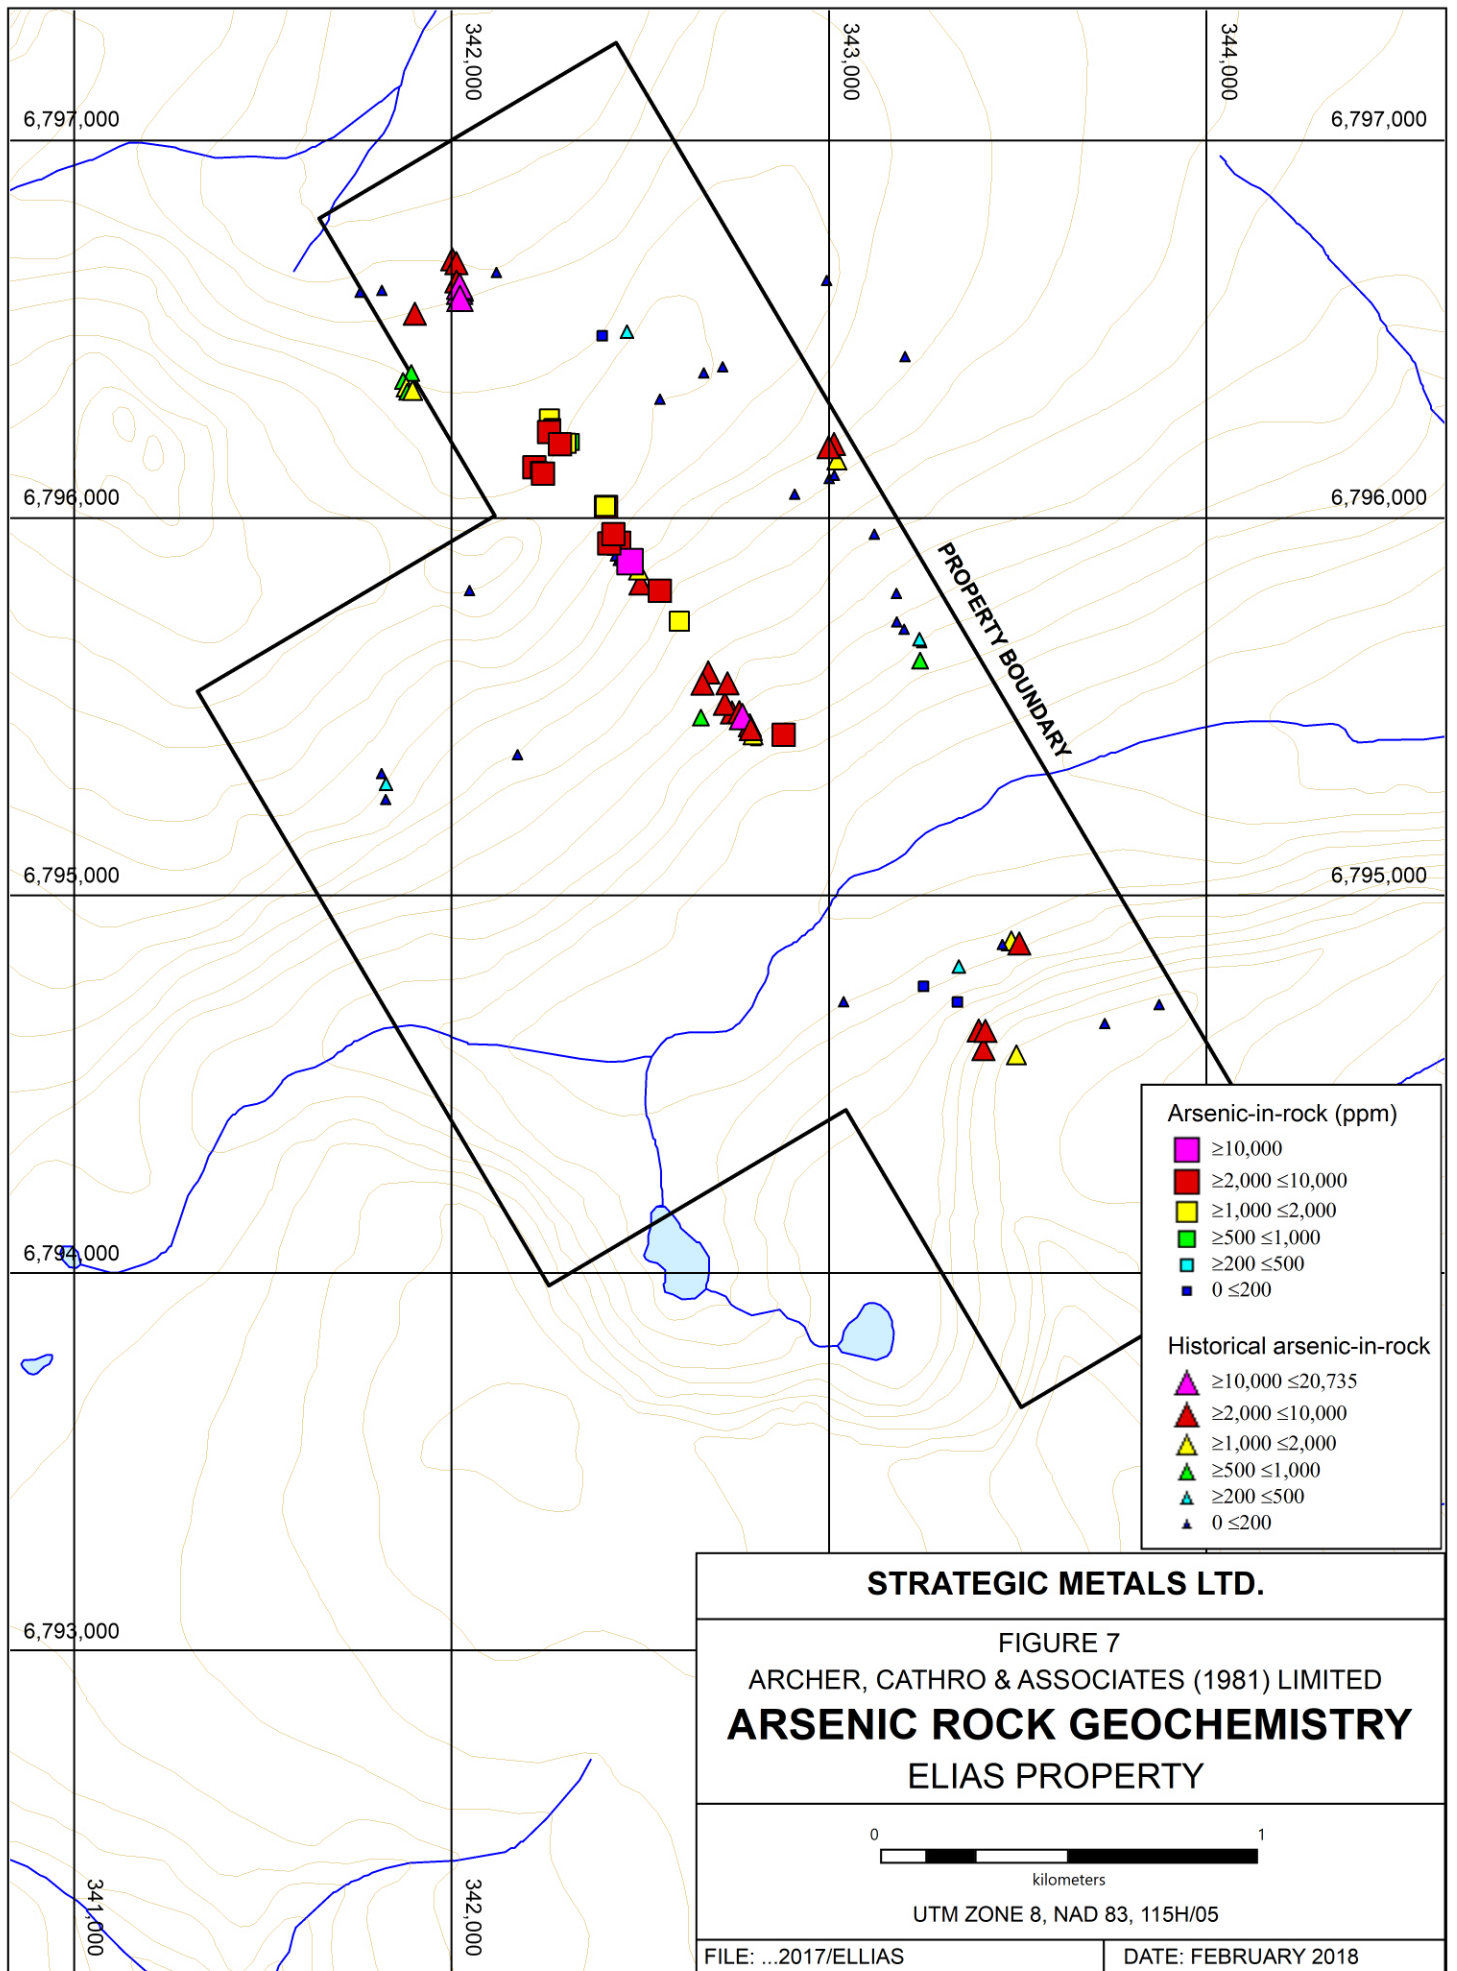 342,000
343,000
344,000
6,797,000
6,797,000
6,796,000
6,796,000
PROPERTY BOUNDARY
6,795,000
6,795,000
6,794,000
Arsenic-in-rock (ppm)
≥10,000
≥2,000 ≤10,000
≥1,000 ≤2,000
≥500 ≤1,000
≥200 ≤500
0 ≤200
Historical arsenic-in-rock
≥10,000 ≤20,735
≥2,000 ≤10,000
≥1,000 ≤2,000
≥500 ≤1,000
≥200 ≤500
0 ≤200
6,793,000
341,000
342,000
STRATEGIC METALS LTD.
FIGURE 7
ARCHER, CATHRO & ASSOCIATES (1981) LIMITED
ARSENIC ROCK GEOCHEMISTRY
ELIAS PROPERTY
0 1
kilometers
UTM ZONE 8, NAD 83, 115H/05
FILE: ...2017/ELLIAS
DATE: FEBRUARY 2018